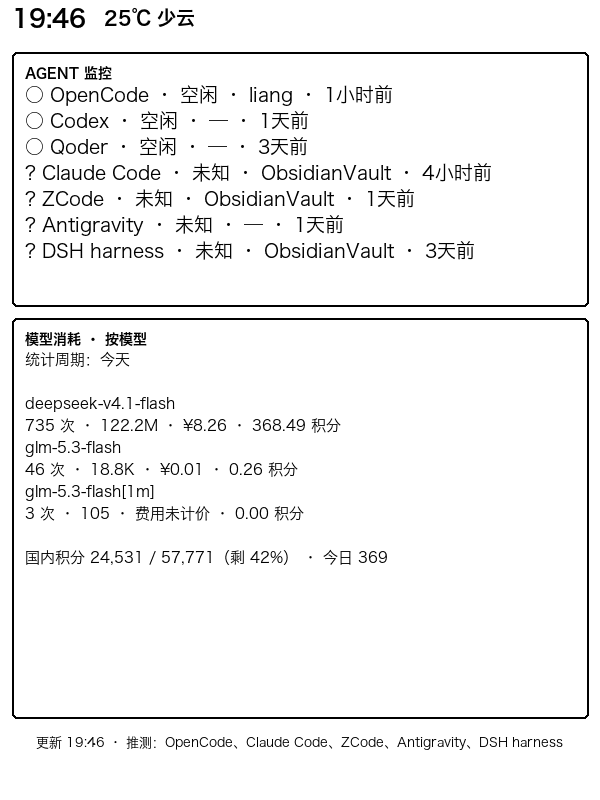 19:46 25℃ 少云
AGENT 监控
○ OpenCode · 空闲 · liang · 1小时前
○ Codex · 空闲 · — · 1天前
○ Qoder · 空闲 · — · 3天前
? Claude Code · 未知 · ObsidianVault · 4小时前
? ZCode · 未知 · ObsidianVault · 1天前
? Antigravity · 未知 · — · 1天前
? DSH harness · 未知 · ObsidianVault · 3天前
模型消耗 · 按模型
统计周期：今天
deepseek-v4.1-flash
735 次 · 122.2M · ¥8.26 · 368.49 积分
glm-5.3-flash
46 次 · 18.8K · ¥0.01 · 0.26 积分
glm-5.3-flash[1m]
3 次 · 105 · 费用未计价 · 0.00 积分
国内积分 24,531 / 57,771（剩 42%） · 今日 369
更新 19:46 · 推测：OpenCode、Claude Code、ZCode、Antigravity、DSH harness